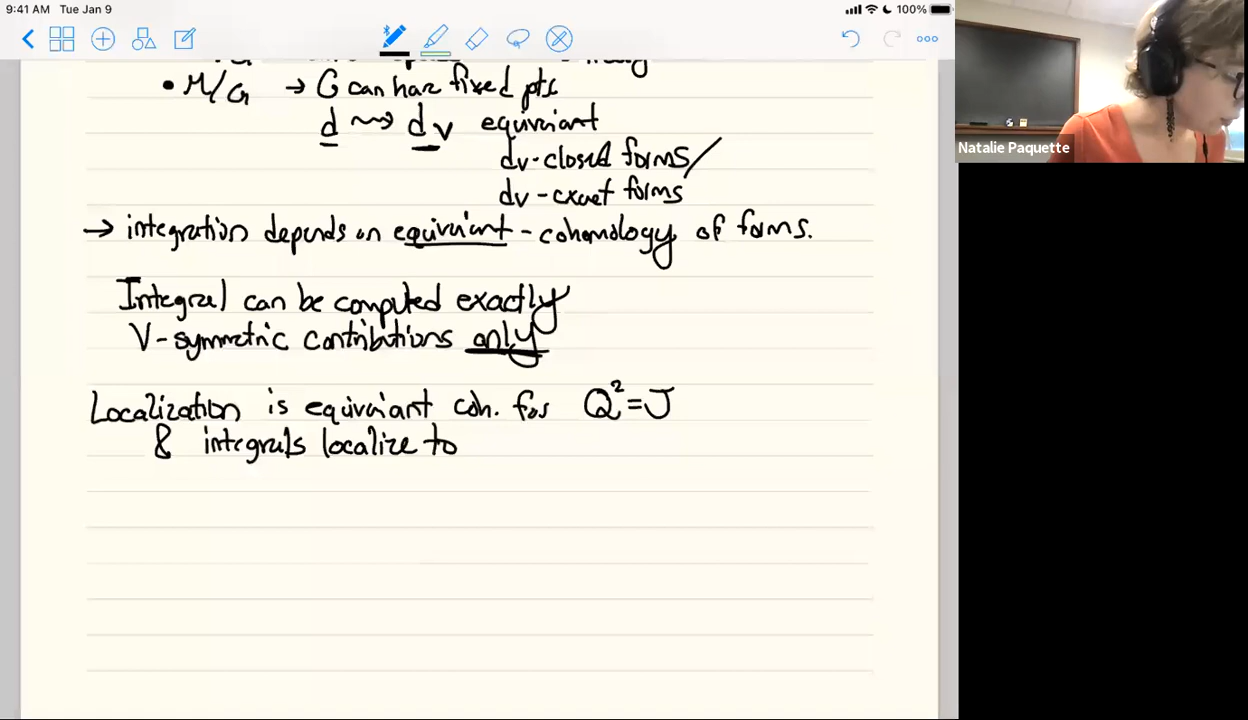 9:41 AM Tue Jan 9
100%
• M/G → G can have fixed pts
d ⇝ dv equivariant
dv-closed forms/
dv-exact forms
→ integration depends on equivariant-cohomology of forms.
Integral can be computed exactly
V-symmetric contributions only
Localization is equivariant coh. for Q²=J
& integrals localize to
Natalie Paquette